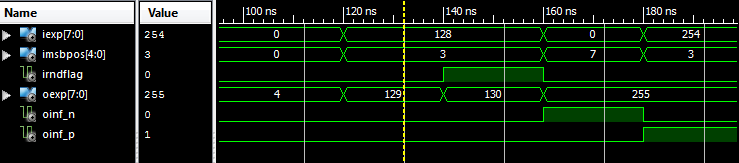 Name Value 100 ns 120 ns 140 ns 160 ns 180 ns
iexp[7:0] 254 0 128 0 254
imsbpos[4:0] 3 0 3 7 3
irndflag 0
oexp[7:0] 255 4 129 130 255
oinf_n 0
oinf_p 1